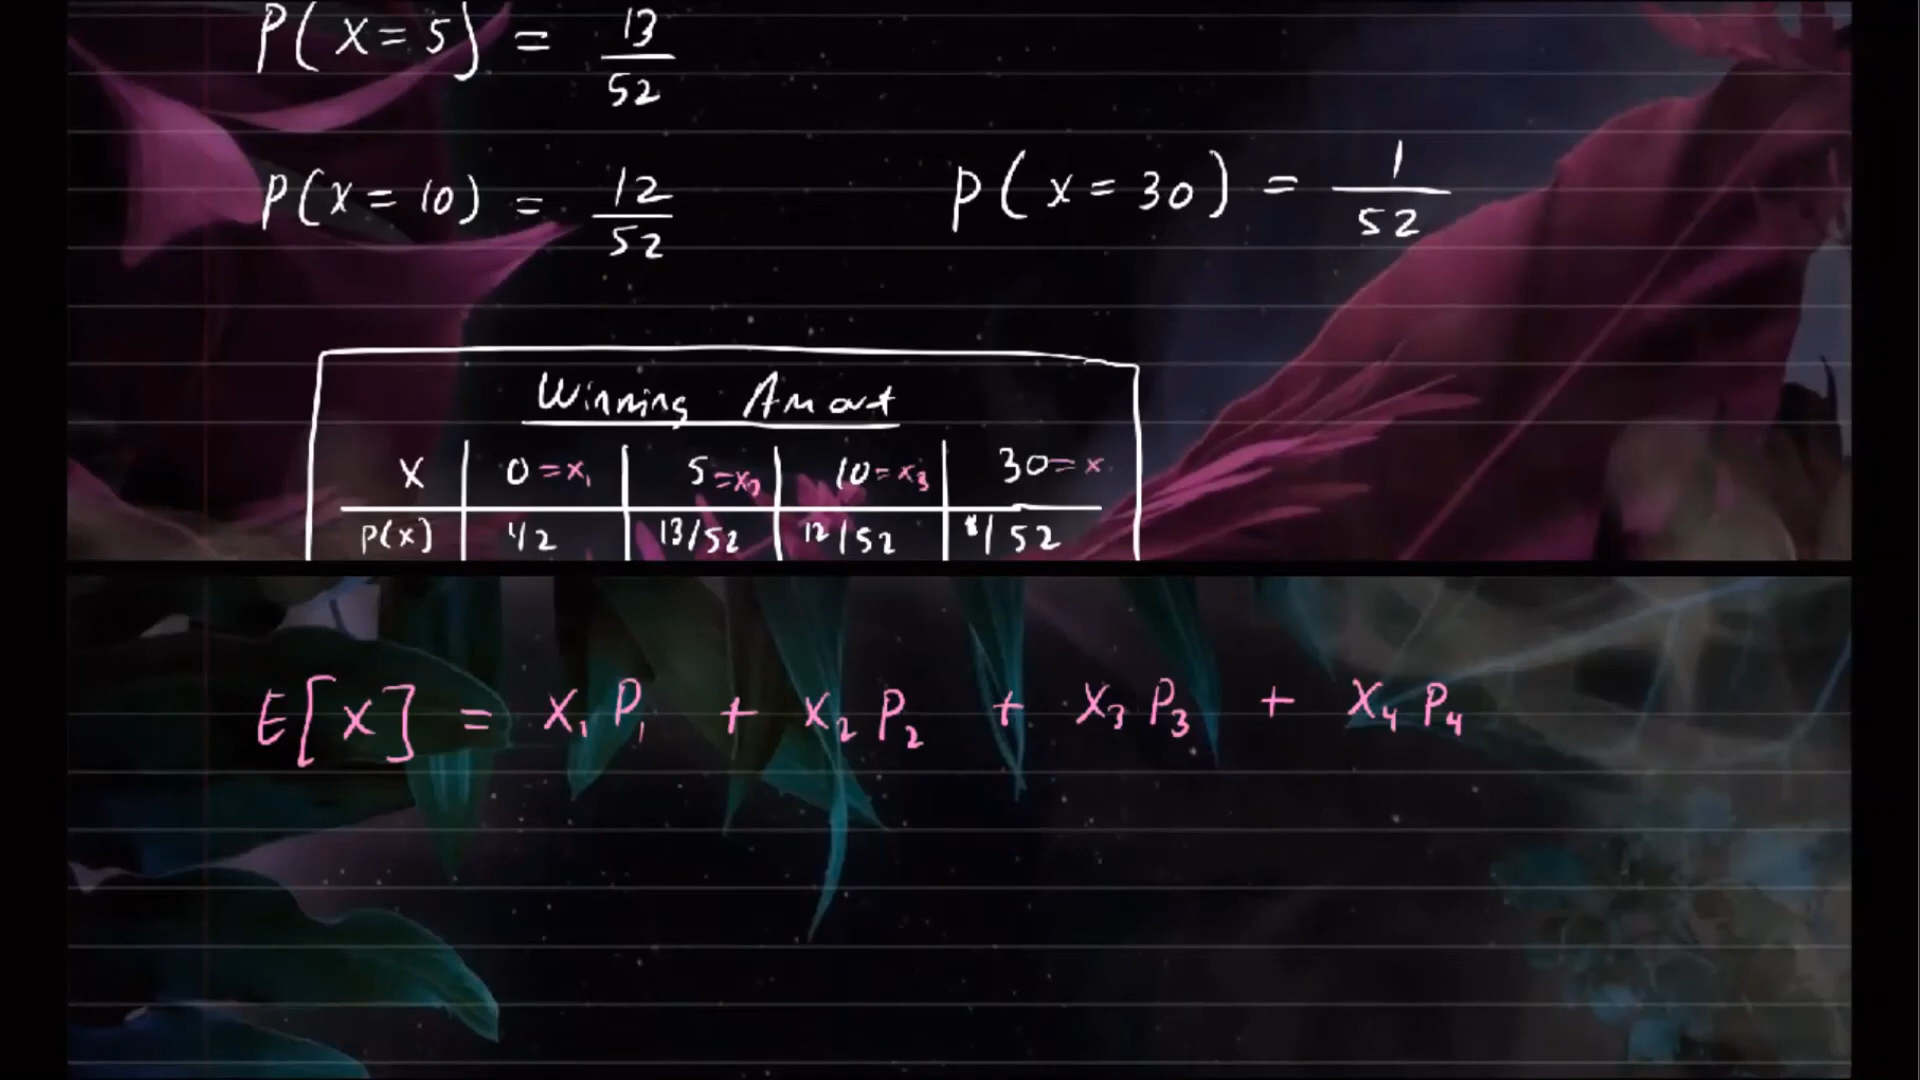 P(X=5) = 13/52
P(X=10) = 12/52 P(X=30) = 1/52
Winning Amout
X 0=x₁ 5=x₂ 10=x₃ 30=x
P(X) 1/2 13/52 12/52 1/52
E[X] = X₁P₁ + X₂P₂ + X₃P₃ + X₄P₄